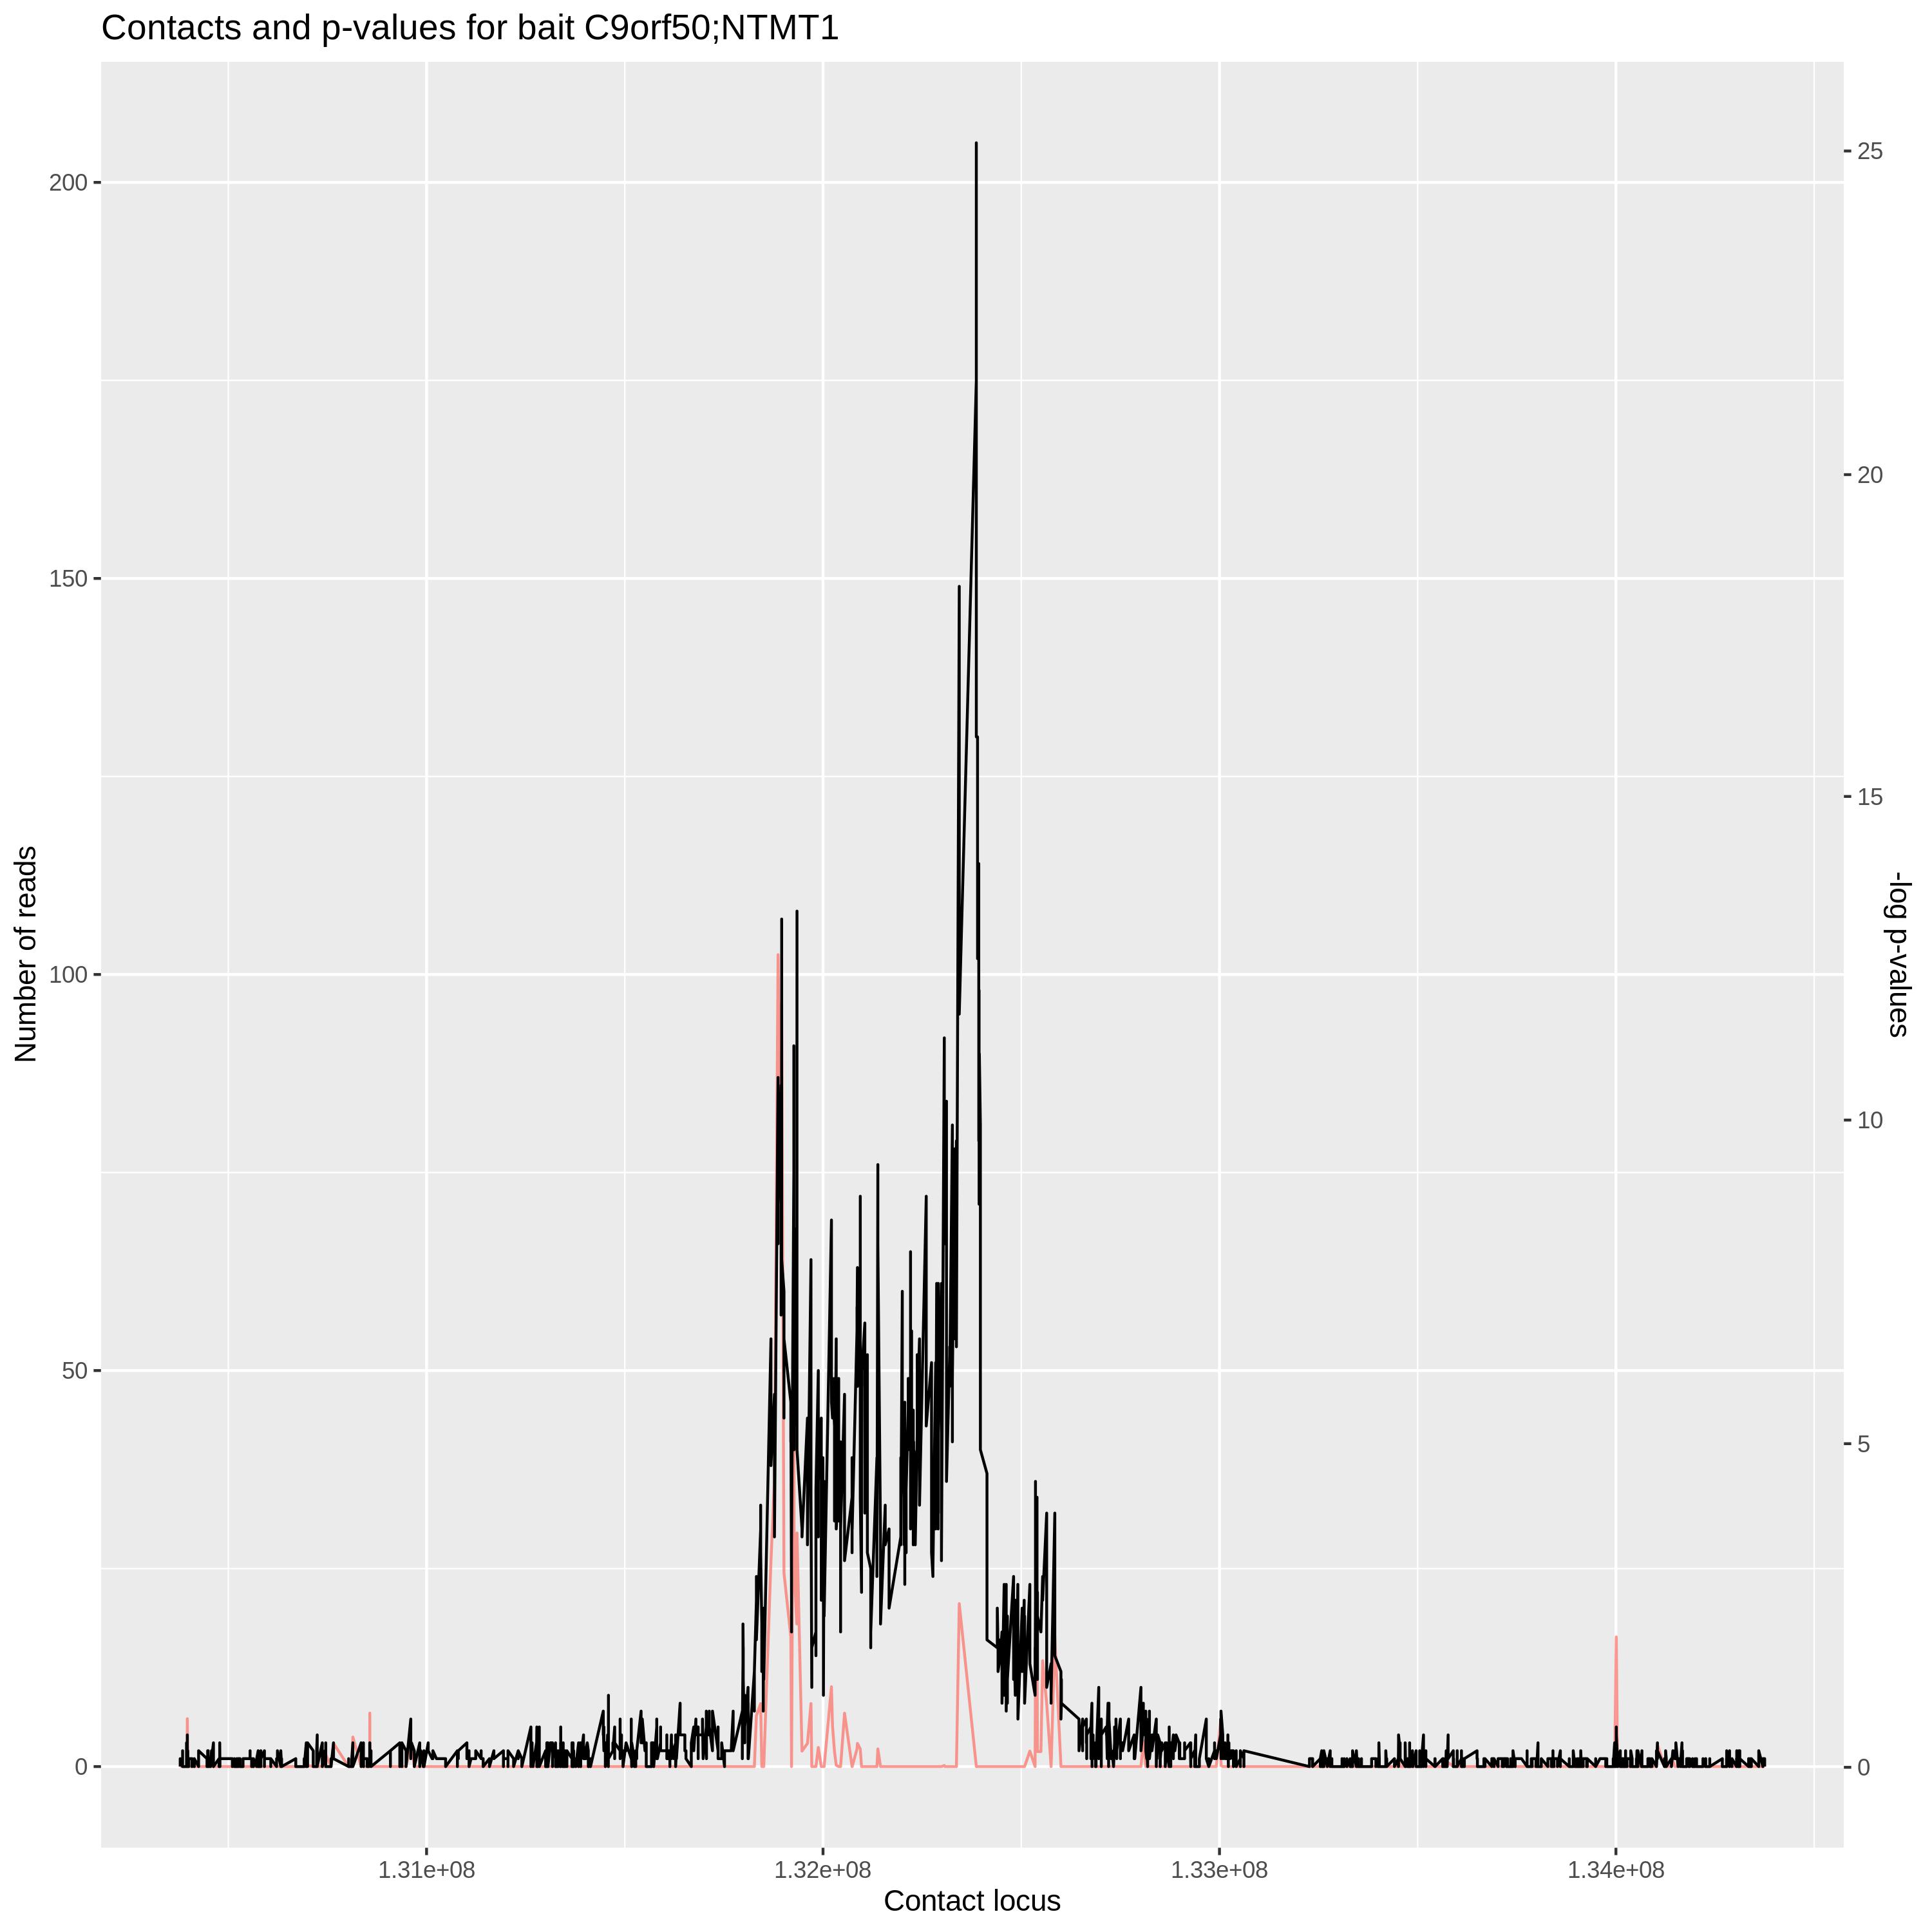 Contacts and p-values for bait C9orf50;NTMT1
200
150
100
50
0
Number of reads
25
20
15
10
5
0
-log p-values
1.31e+08
1.32e+08
1.33e+08
1.34e+08
Contact locus